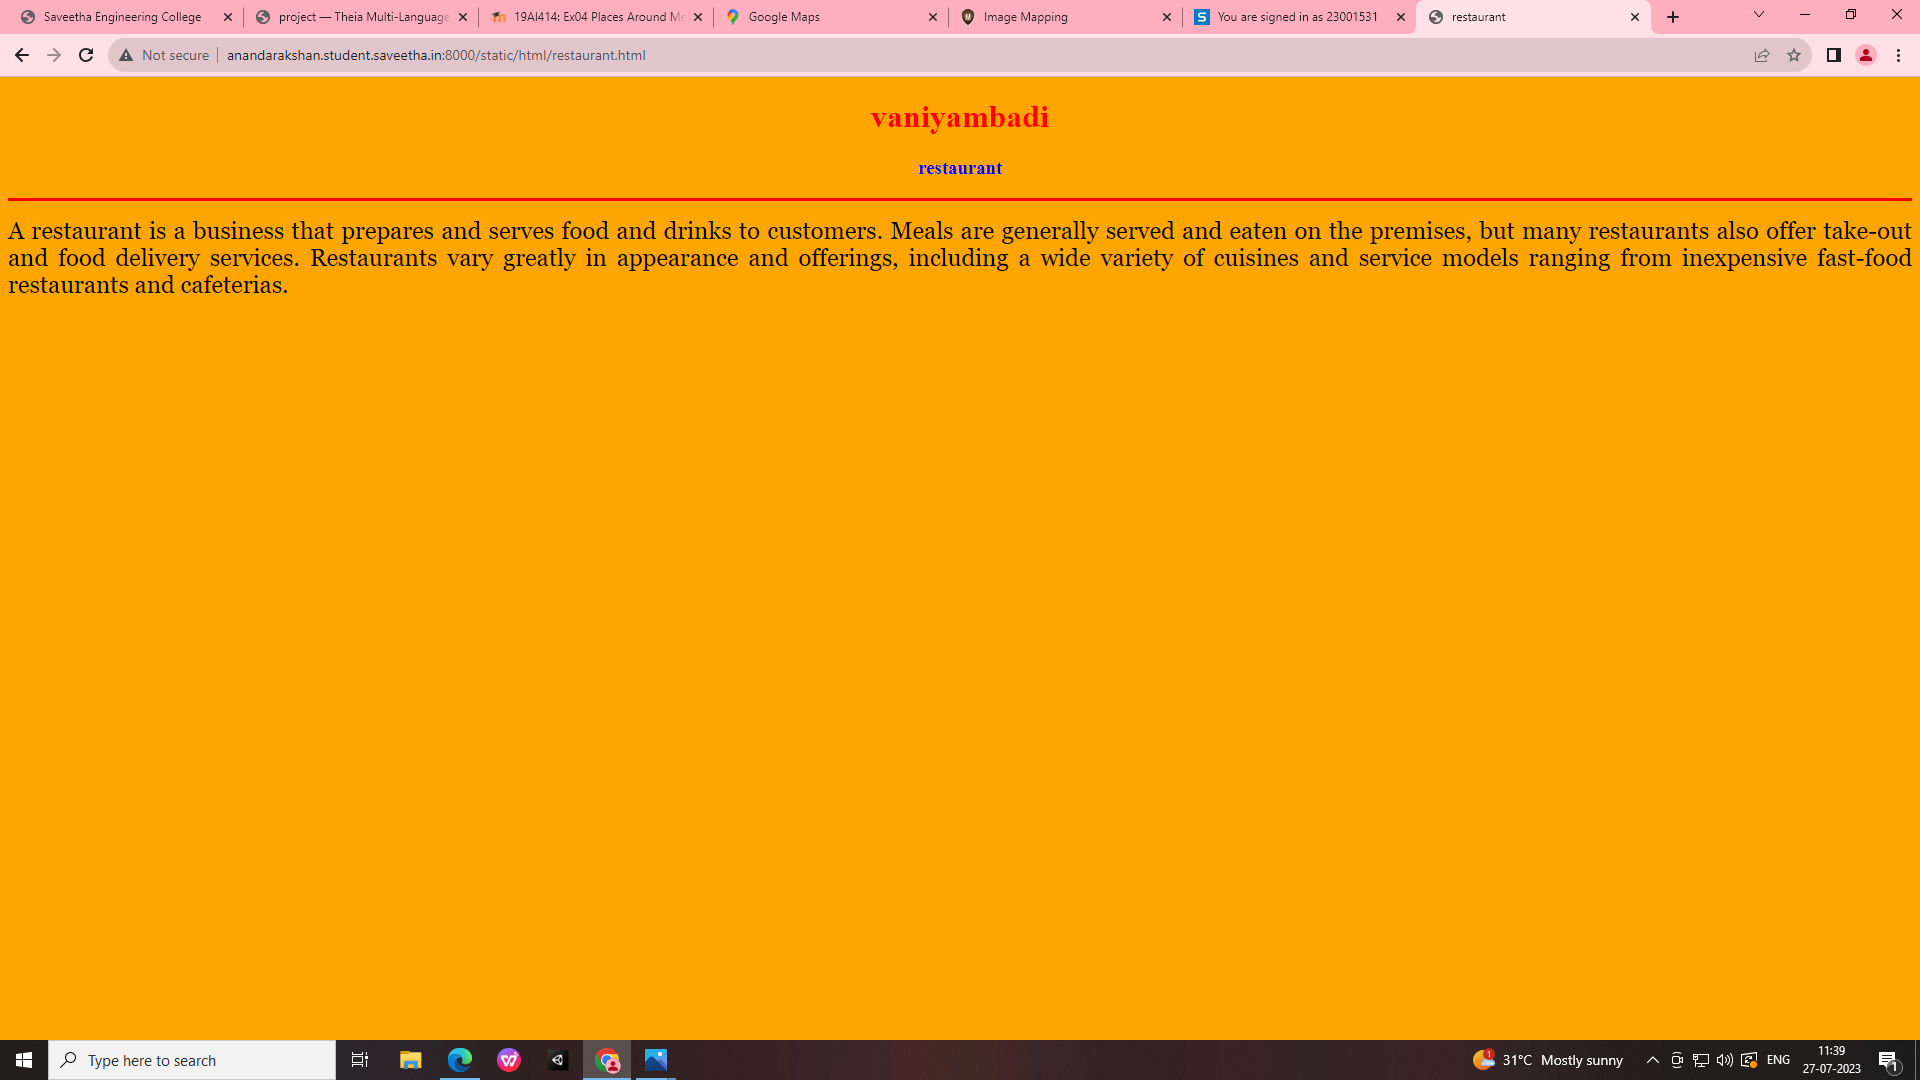 Saveetha Engineering College
project — Theia Multi-Language
19AI414: Ex04 Places Around Me
Google Maps
Image Mapping
You are signed in as 23001531
restaurant
Not secure
anandarakshan.student.saveetha.in:8000/static/html/restaurant.html
vaniyambadi
restaurant
A restaurant is a business that prepares and serves food and drinks to customers. Meals are generally served and eaten on the premises, but many restaurants also offer take-out
and food delivery services. Restaurants vary greatly in appearance and offerings, including a wide variety of cuisines and service models ranging from inexpensive fast-food
restaurants and cafeterias.
Type here to search
1
31°C Mostly sunny
ENG
11:39
27-07-2023
1